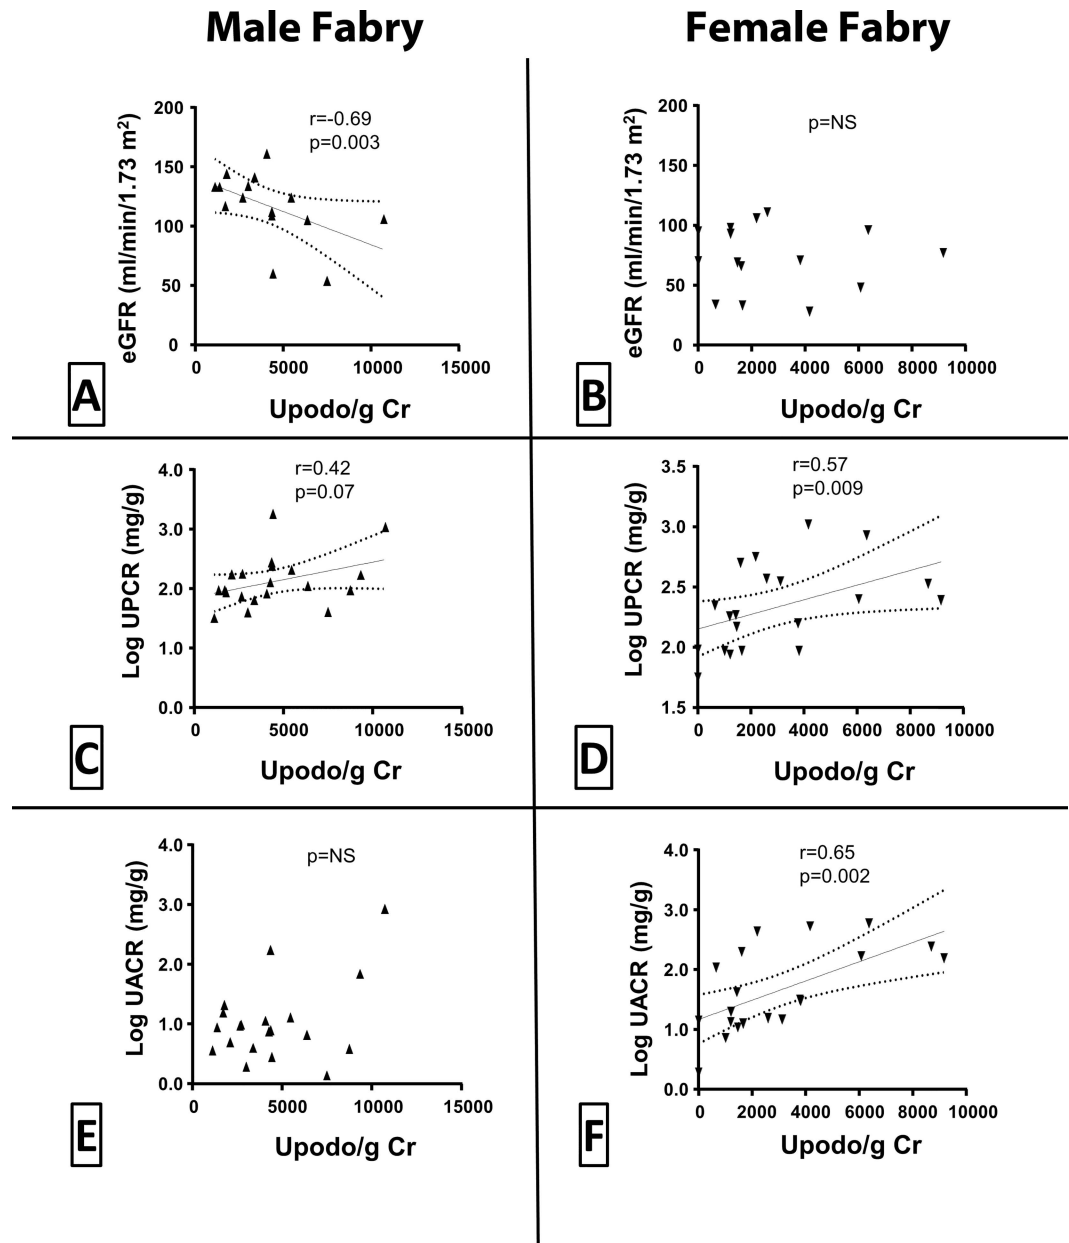 Male Fabry
Female Fabry
eGFR (ml/min/1.73 m²)
200
150
100
50
0
r=-0.69
p=0.003
0
5000
10000
15000
Upodo/g Cr
A
eGFR (ml/min/1.73 m²)
200
150
100
50
0
p=NS
0
2000
4000
6000
8000
10000
Upodo/g Cr
B
Log UPCR (mg/g)
4.0
3.0
2.0
1.0
0.0
r=0.42
p=0.07
0
5000
10000
15000
Upodo/g Cr
C
Log UPCR (mg/g)
3.5
3.0
2.5
2.0
1.5
r=0.57
p=0.009
0
2000
4000
6000
8000
10000
Upodo/g Cr
D
Log UACR (mg/g)
4.0
3.0
2.0
1.0
0.0
p=NS
0
5000
10000
15000
Upodo/g Cr
E
Log UACR (mg/g)
4.0
3.0
2.0
1.0
0.0
r=0.65
p=0.002
0
2000
4000
6000
8000
10000
Upodo/g Cr
F